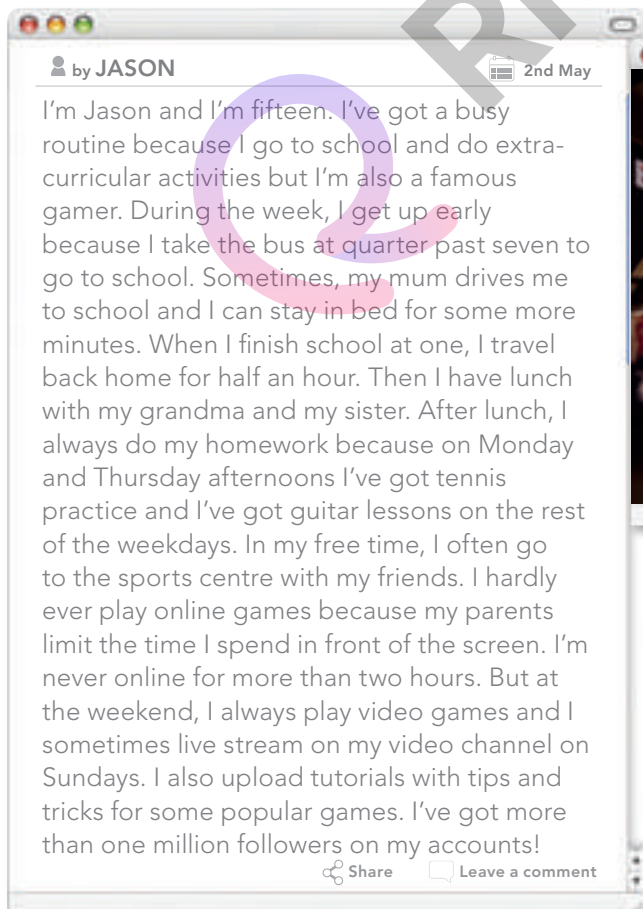 by JASON
2nd May
I'm Jason and I'm fifteen. I've got a busy
routine because I go to school and do extra-
curricular activities but I'm also a famous
gamer. During the week, I get up early
because I take the bus at quarter past seven to
go to school. Sometimes, my mum drives me
to school and I can stay in bed for some more
minutes. When I finish school at one, I travel
back home for half an hour. Then I have lunch
with my grandma and my sister. After lunch, I
always do my homework because on Monday
and Thursday afternoons I've got tennis
practice and I've got guitar lessons on the rest
of the weekdays. In my free time, I often go
to the sports centre with my friends. I hardly
ever play online games because my parents
limit the time I spend in front of the screen. I'm
never online for more than two hours. But at
the weekend, I always play video games and I
sometimes live stream on my video channel on
Sundays. I also upload tutorials with tips and
tricks for some popular games. I've got more
than one million followers on my accounts!
Share
Leave a comment